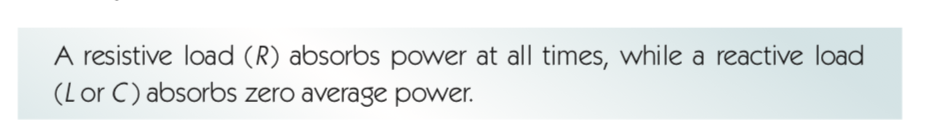 A resistive load (R) absorbs power at all times, while a reactive load
(L or C) absorbs zero average power.